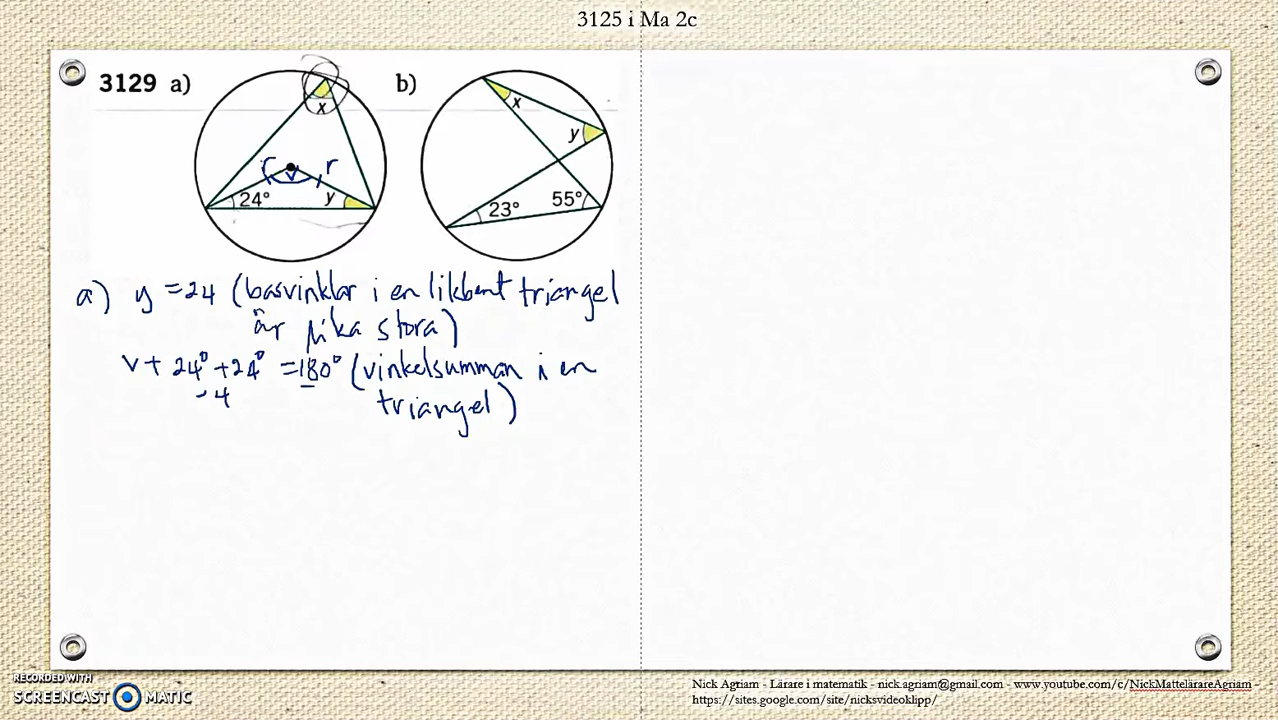 3125 i Ma 2c
3129 a)
b)
x
r
v
24°
y
x
y
23°
55°
a) y = 24 (basvinklar i en likbent triangel
är lika stora)
v + 24° + 24° = 180° (vinkelsumman i en
triangel)
RECORDED WITH
SCREENCAST MATIC
Nick Agriam - Lärare i matematik - nick.agriam@gmail.com - www.youtube.com/c/NickMattelärareAgriam
https://sites.google.com/site/nicksvideoklipp/